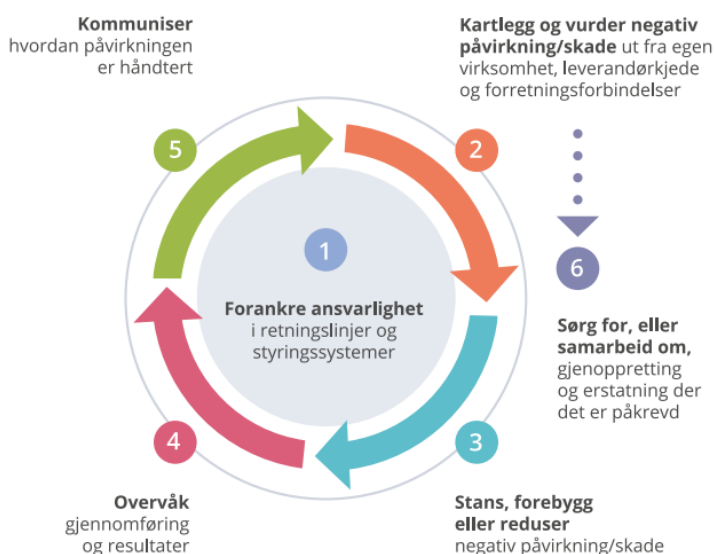 Kommuniser
hvordan påvirkningen
er håndtert
5
Kartlegg og vurder negativ
påvirkning/skade ut fra egen
virksomhet, leverandørkjede
og forretningsforbindelser
2
1
Forankre ansvarlighet
i retningslinjer og
styringssystemer
6
Sørg for, eller
samarbeid om,
gjenoppretting
og erstatning der
det er påkrevd
4
Overvåk
gjennomføring
og resultater
3
Stans, forebygg
eller reduser
negativ påvirkning/skade